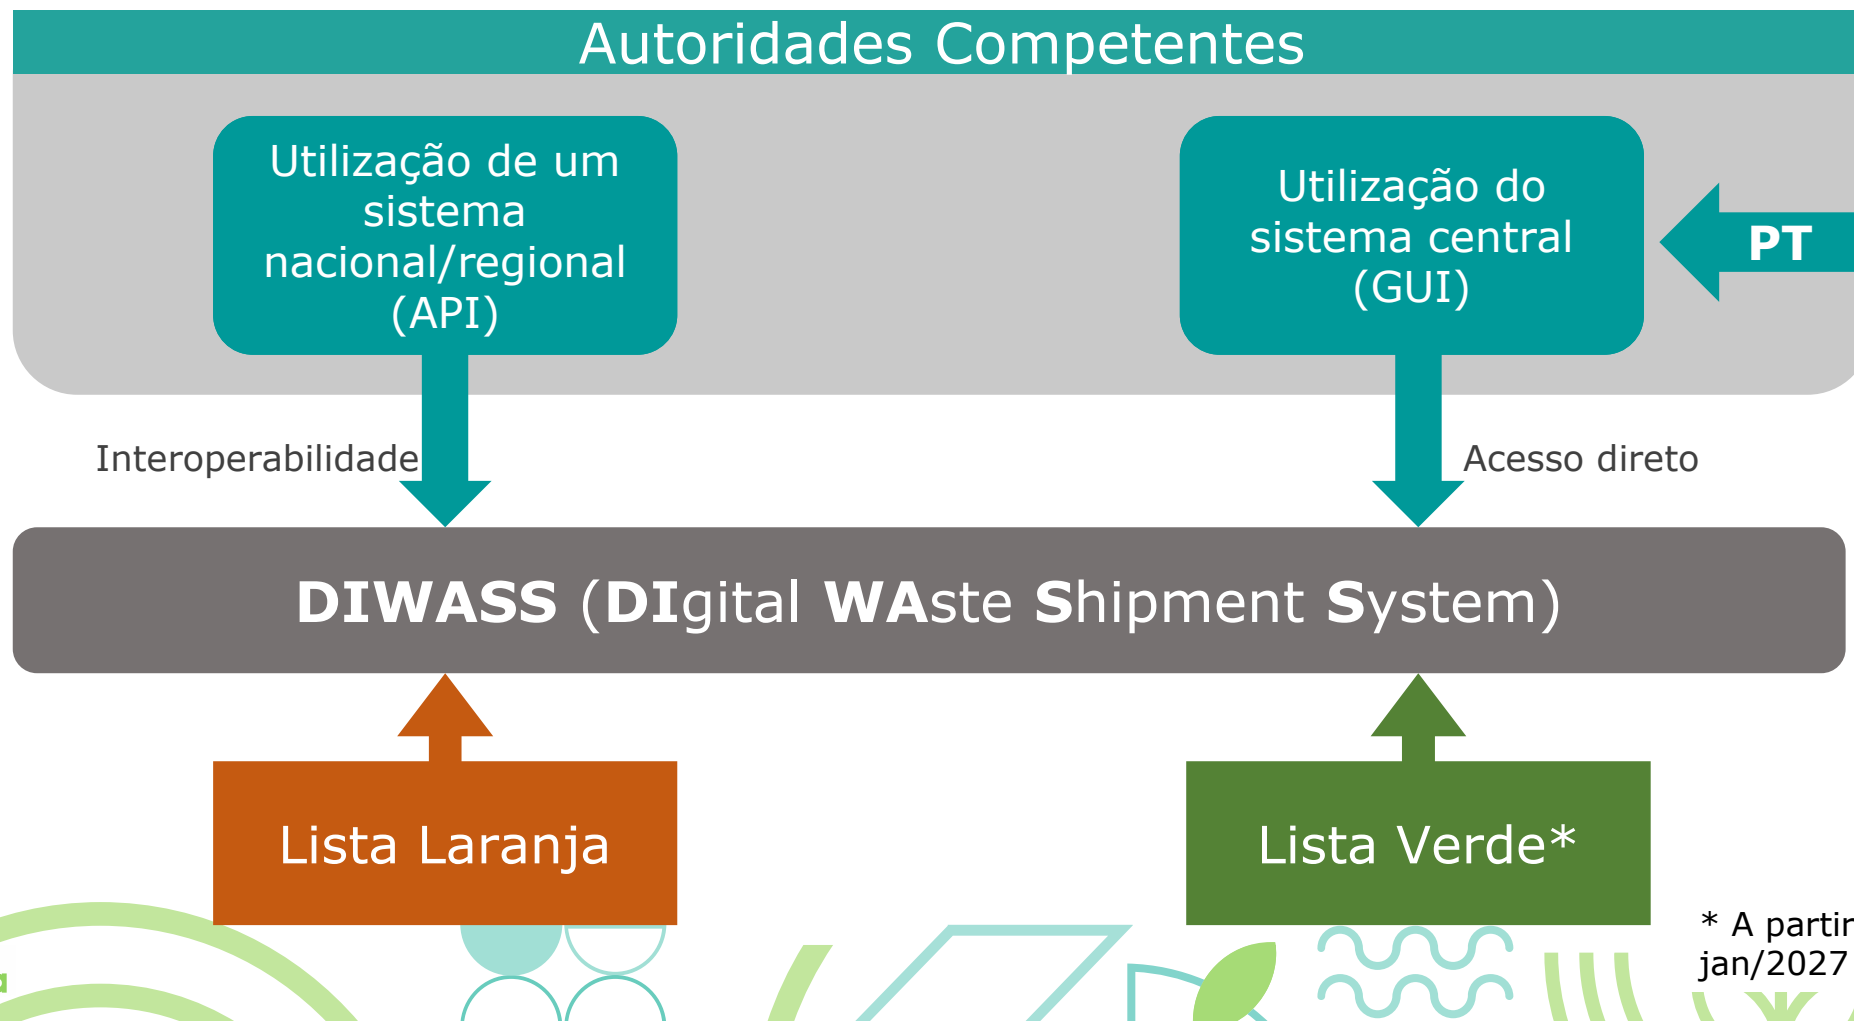 Autoridades Competentes
Utilização de um
sistema
nacional/regional
(API)
Utilização do
sistema central
(GUI)
PT
Interoperabilidade
Acesso direto
DIWASS (DIgital WAste Shipment System)
Lista Laranja
Lista Verde*
* A partir
jan/2027